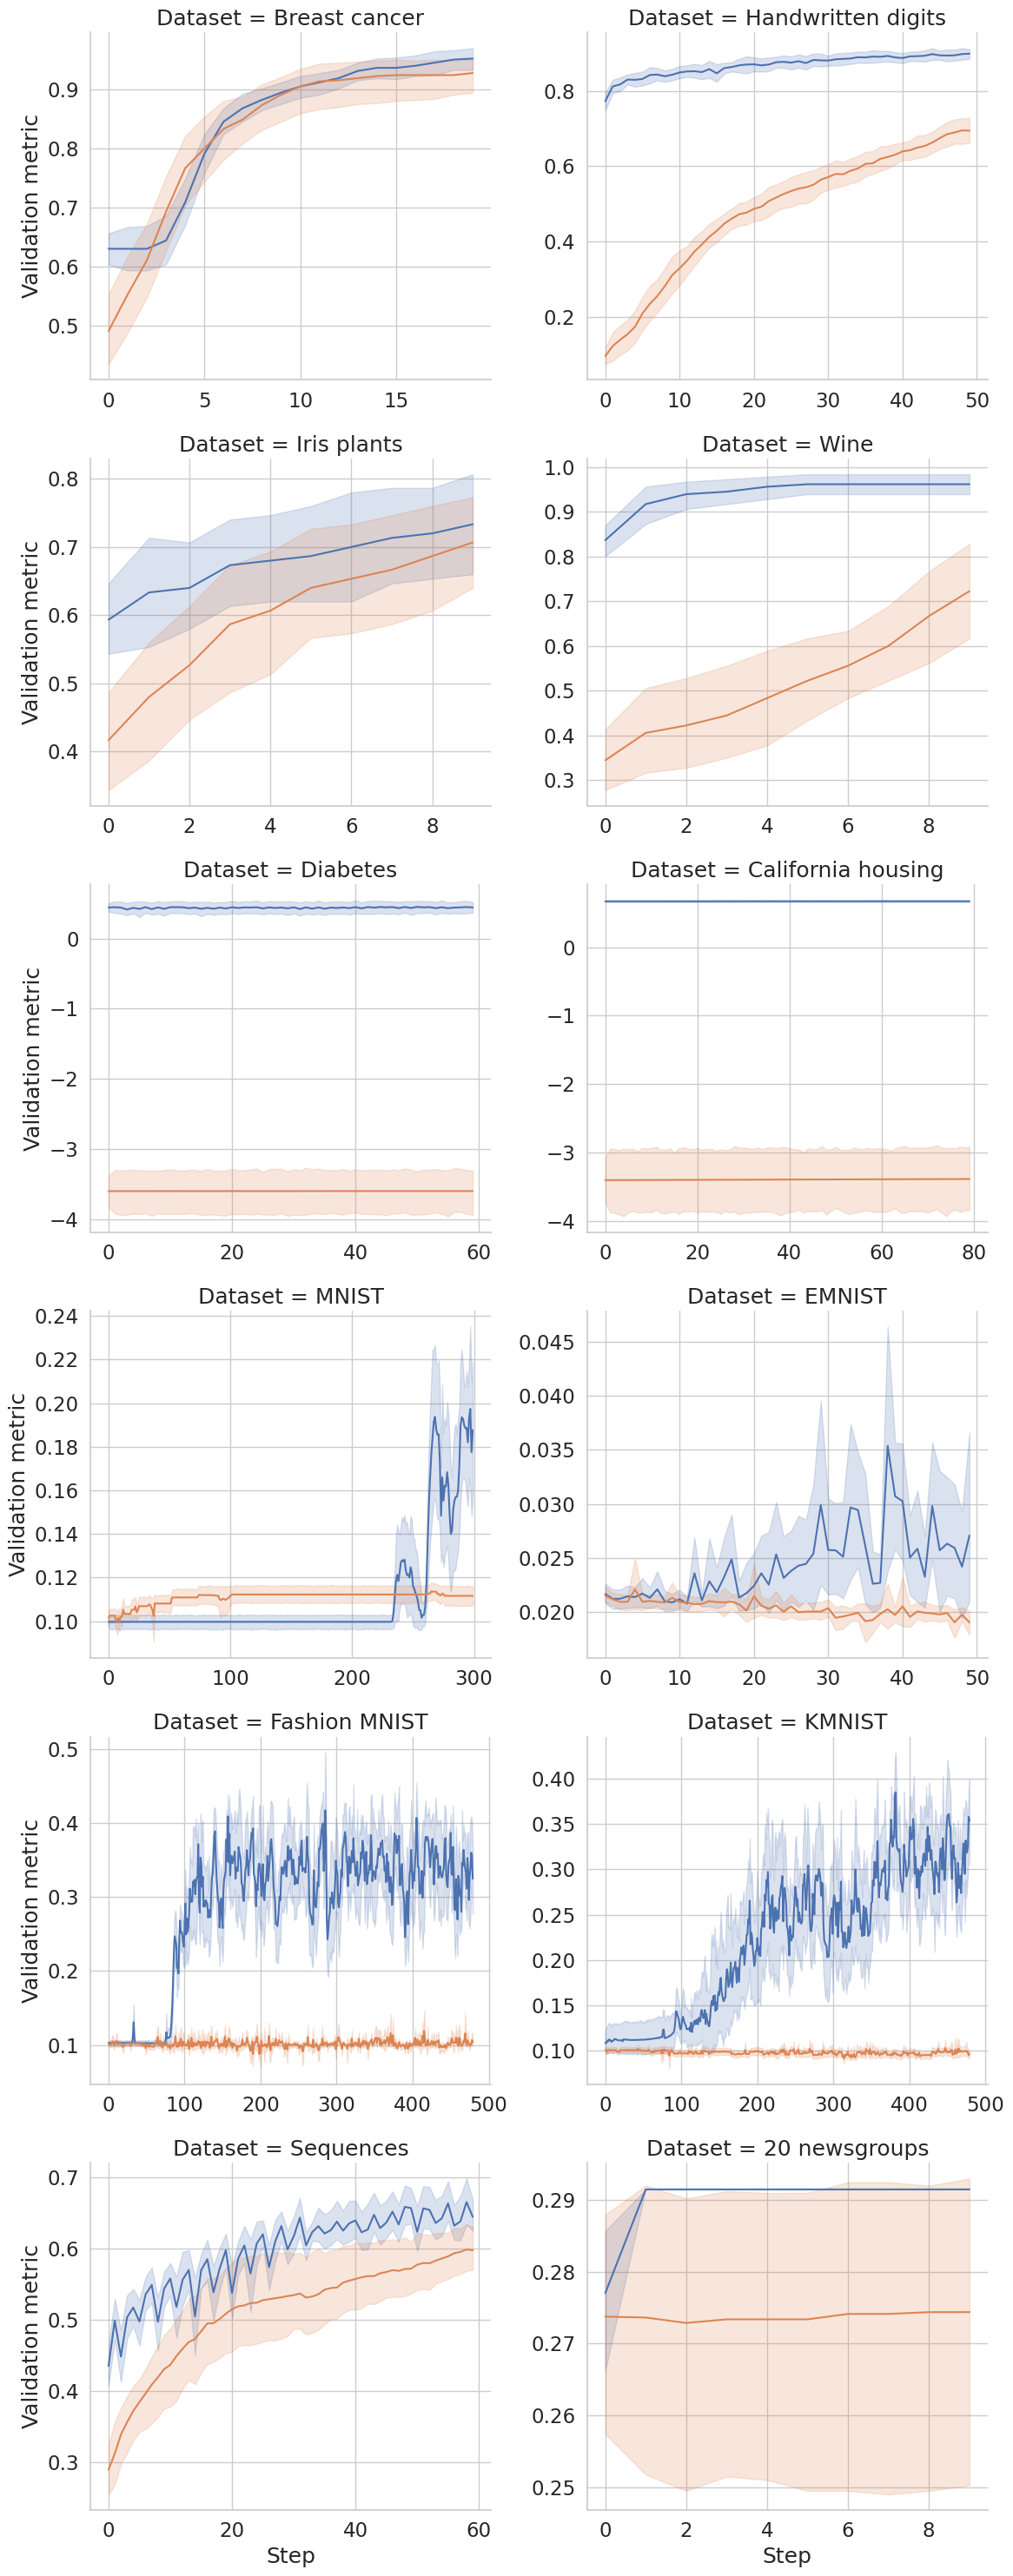 Dataset = Breast cancer
Validation metric
0.9
0.8
0.7
0.6
0.5
0 5 10 15
Dataset = Handwritten digits
0.8
0.6
0.4
0.2
0 10 20 30 40 50
Dataset = Iris plants
Validation metric
0.8
0.7
0.6
0.5
0.4
0 2 4 6 8
Dataset = Wine
1.0
0.9
0.8
0.7
0.6
0.5
0.4
0.3
0 2 4 6 8
Dataset = Diabetes
Validation metric
0
−1
−2
−3
−4
0 20 40 60
Dataset = California housing
0
−1
−2
−3
−4
0 20 40 60 80
Dataset = MNIST
Validation metric
0.24
0.22
0.20
0.18
0.16
0.14
0.12
0.10
0 100 200 300
Dataset = EMNIST
0.045
0.040
0.035
0.030
0.025
0.020
0 10 20 30 40 50
Dataset = Fashion MNIST
Validation metric
0.5
0.4
0.3
0.2
0.1
0 100 200 300 400 500
Dataset = KMNIST
0.40
0.35
0.30
0.25
0.20
0.15
0.10
0 100 200 300 400 500
Dataset = Sequences
Validation metric
0.7
0.6
0.5
0.4
0.3
0 20 40 60
Step
Dataset = 20 newsgroups
0.29
0.28
0.27
0.26
0.25
0 2 4 6 8
Step